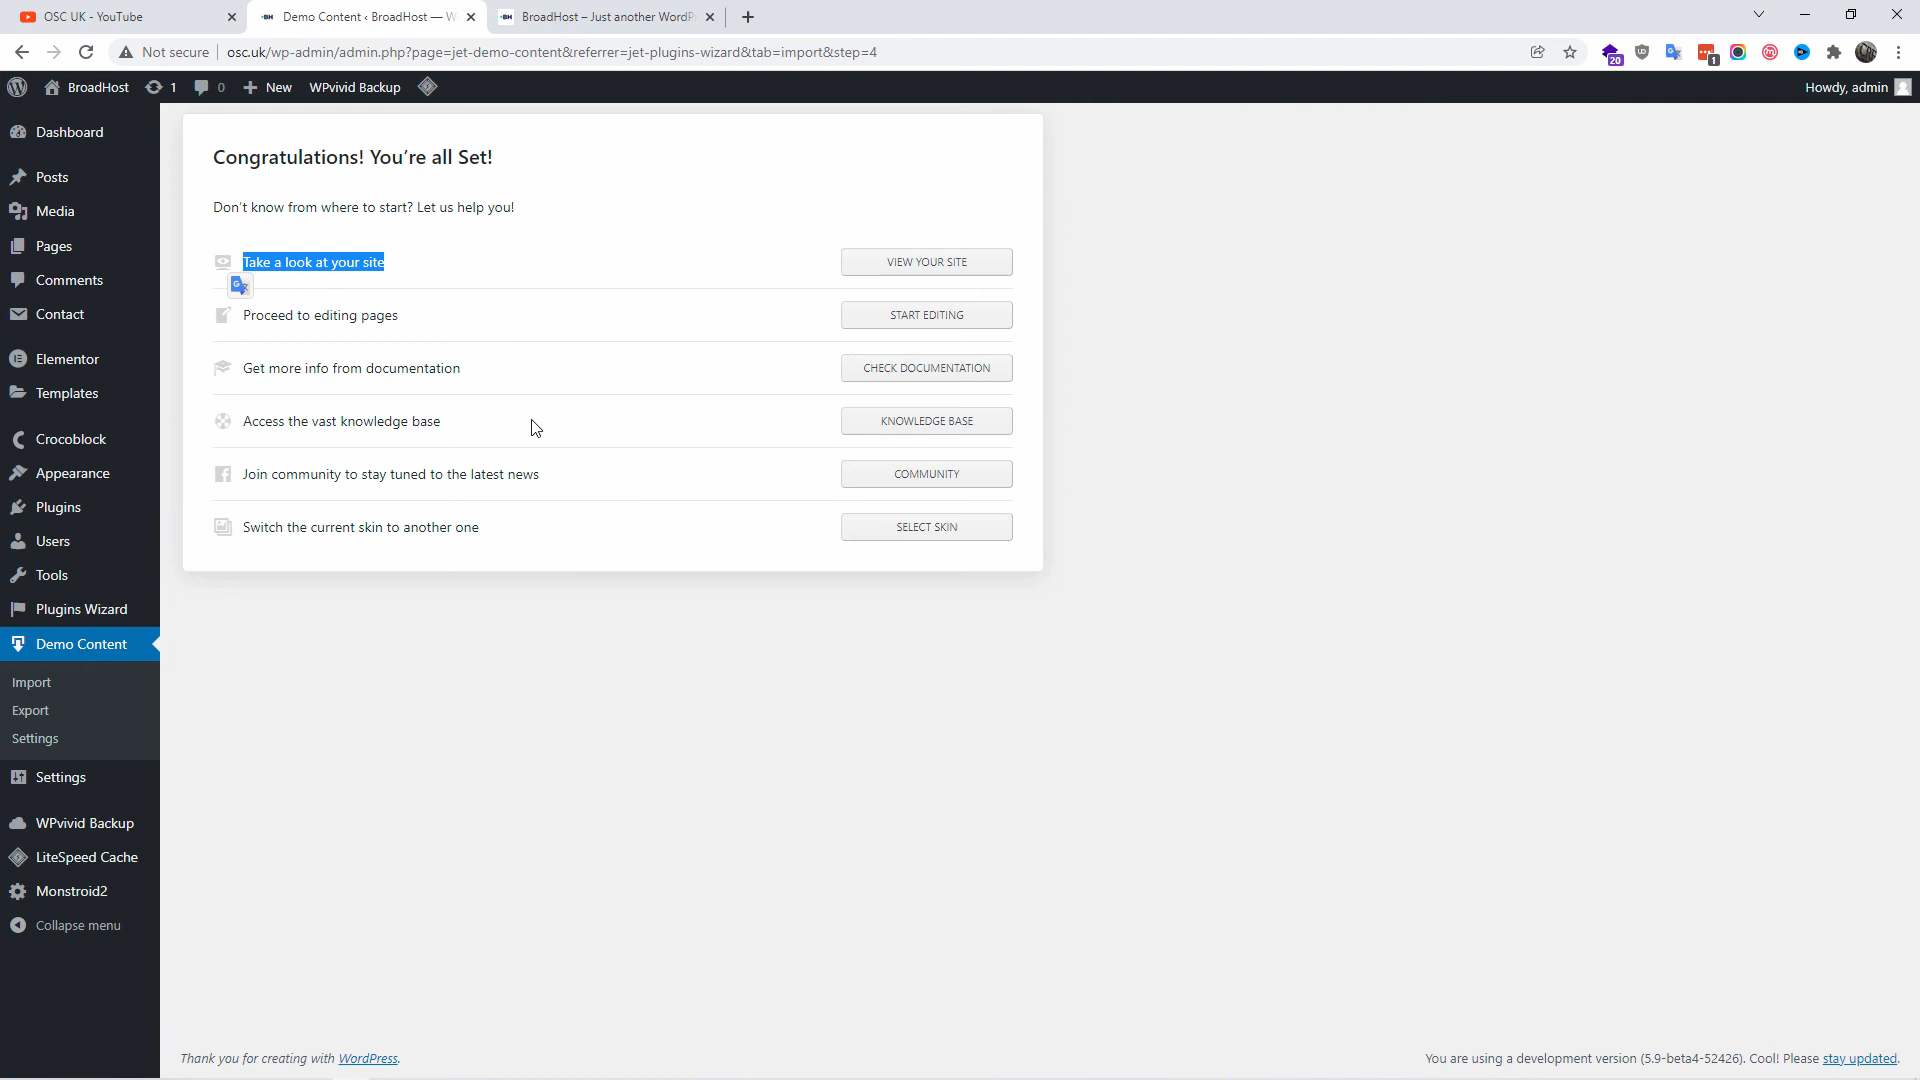 OSC UK - YouTube
Demo Content ‹ BroadHost — W
BroadHost – Just another WordP
Not secure
osc.uk/wp-admin/admin.php?page=jet-demo-content&referrer=jet-plugins-wizard&tab=import&step=4
20
1
BroadHost
1
0
New
WPvivid Backup
Howdy, admin
Dashboard
Posts
Media
Pages
Comments
Contact
Elementor
Templates
Crocoblock
Appearance
Plugins
Users
Tools
Plugins Wizard
Demo Content
Import
Export
Settings
Settings
WPvivid Backup
LiteSpeed Cache
Monstroid2
Collapse menu
Congratulations! You’re all Set!
Don’t know from where to start? Let us help you!
Take a look at your site
VIEW YOUR SITE
Proceed to editing pages
START EDITING
Get more info from documentation
CHECK DOCUMENTATION
Access the vast knowledge base
KNOWLEDGE BASE
Join community to stay tuned to the latest news
COMMUNITY
Switch the current skin to another one
SELECT SKIN
Thank you for creating with WordPress.
You are using a development version (5.9-beta4-52426). Cool! Please stay updated.